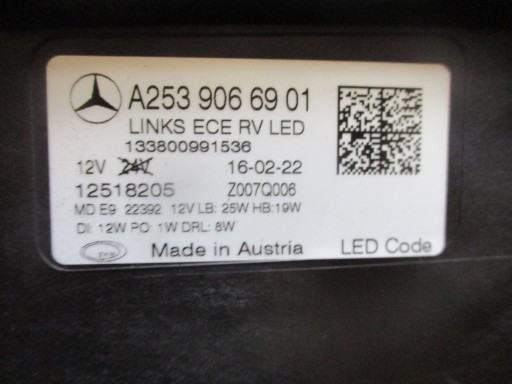 A253 906 69 01
LINKS ECE RV LED
133800991536
12V 24V 16-02-22
12518205 Z007Q006
MD E9 22392 12V LB: 25W HB:19W
DI: 12W PO: 1W DRL: 8W
Made in Austria LED Code